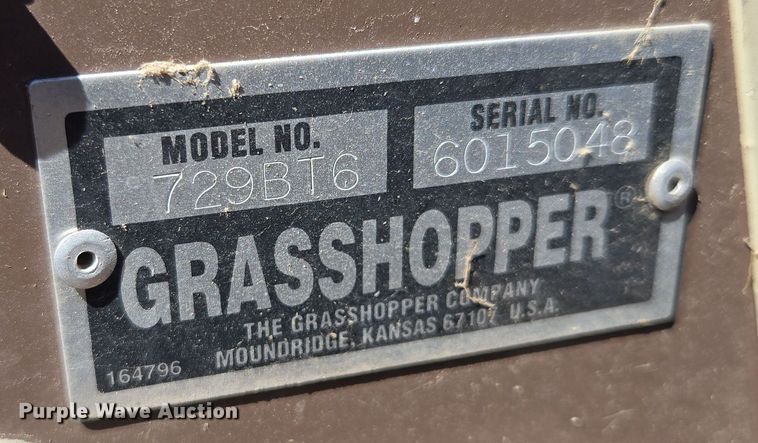 MODEL NO.
729BT6
SERIAL NO.
6015048
GRASSHOPPER®
THE GRASSHOPPER COMPANY
MOUNDRIDGE, KANSAS 67107 U.S.A.
164796
Purple Wave Auction